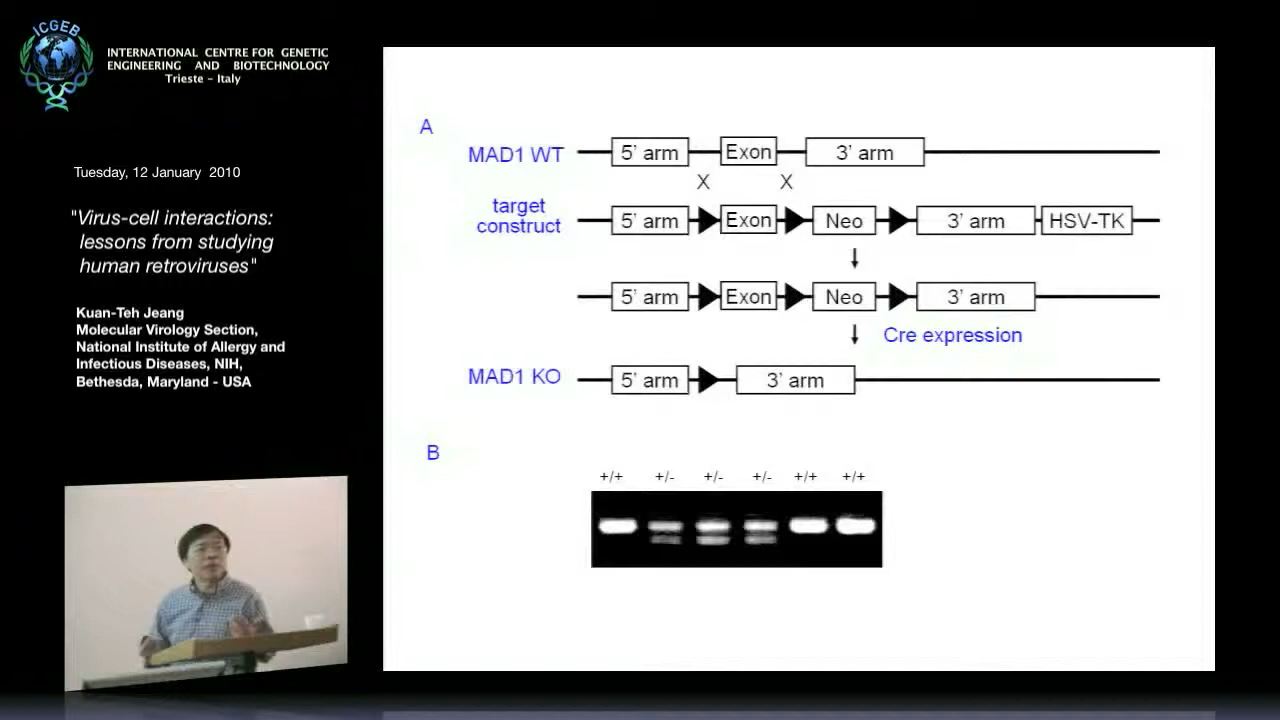 ICGEB
INTERNATIONAL CENTRE FOR GENETIC
ENGINEERING AND BIOTECHNOLOGY
Trieste - Italy
Tuesday, 12 January 2010
"Virus-cell interactions:
lessons from studying
human retroviruses"
Kuan-Teh Jeang
Molecular Virology Section,
National Institute of Allergy and
Infectious Diseases, NIH,
Bethesda, Maryland - USA
A
MAD1 WT 5' arm Exon 3' arm
X X
target
construct
5' arm Exon Neo 3' arm HSV-TK
5' arm Exon Neo 3' arm
Cre expression
MAD1 KO 5' arm 3' arm
B
+/+ +/- +/- +/- +/+ +/+